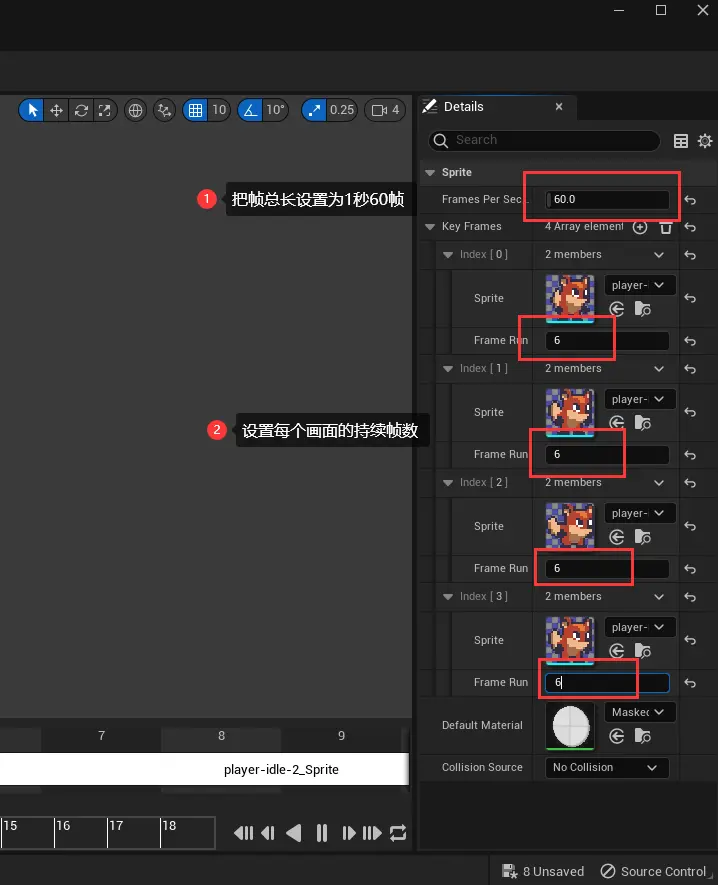 Details
10
10°
0.25
4
Search
Sprite
1 把帧总长设置为1秒60帧
Frames Per Sec...
60.0
Key Frames
4 Array element
Index [ 0 ]
2 members
Sprite
player-
Frame Run
6
Index [ 1 ]
2 members
Sprite
player-
2 设置每个画面的持续帧数
Frame Run
6
Index [ 2 ]
2 members
Sprite
player-
Frame Run
6
Index [ 3 ]
2 members
Sprite
player-
Frame Run
6
Default Material
Masked
Collision Source
No Collision
7
8
9
player-idle-2_Sprite
15
16
17
18
8 Unsaved
Source Control